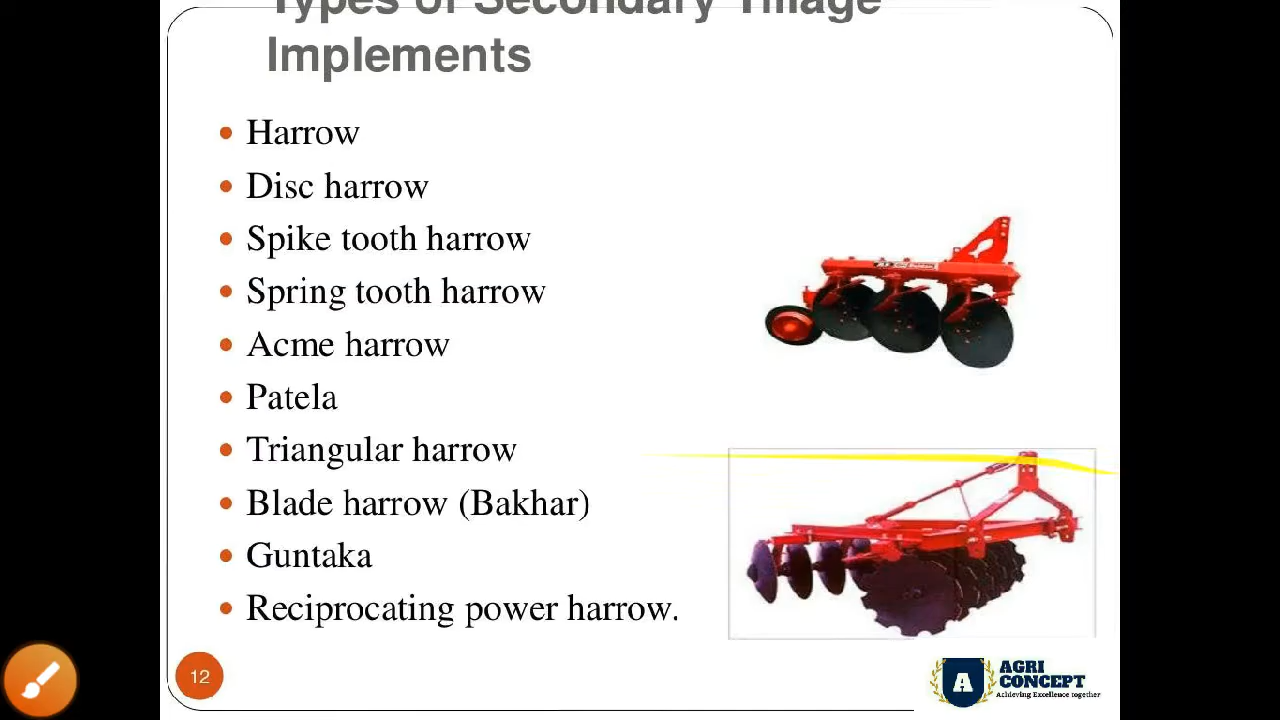 Types of Secondary Tillage
Implements
Harrow
Disc harrow
Spike tooth harrow
Spring tooth harrow
Acme harrow
Patela
Triangular harrow
Blade harrow (Bakhar)
Guntaka
Reciprocating power harrow.
12
A
AGRI
CONCEPT
Achieving Excellence together